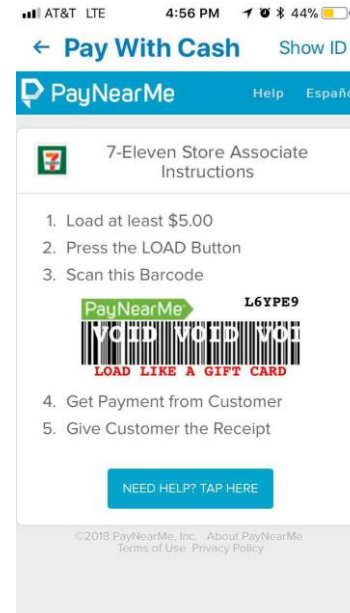 AT&T LTE 4:56 PM 44%
← Pay With Cash Show ID
PayNearMe Help Españo
7-Eleven Store Associate
Instructions
1. Load at least $5.00
2. Press the LOAD Button
3. Scan this Barcode
PayNearMe L6YPE9
VOID VOID VOI
LOAD LIKE A GIFT CARD
4. Get Payment from Customer
5. Give Customer the Receipt
NEED HELP? TAP HERE
©2018 PayNearMe, Inc. About PayNearMe
Terms of Use Privacy Policy